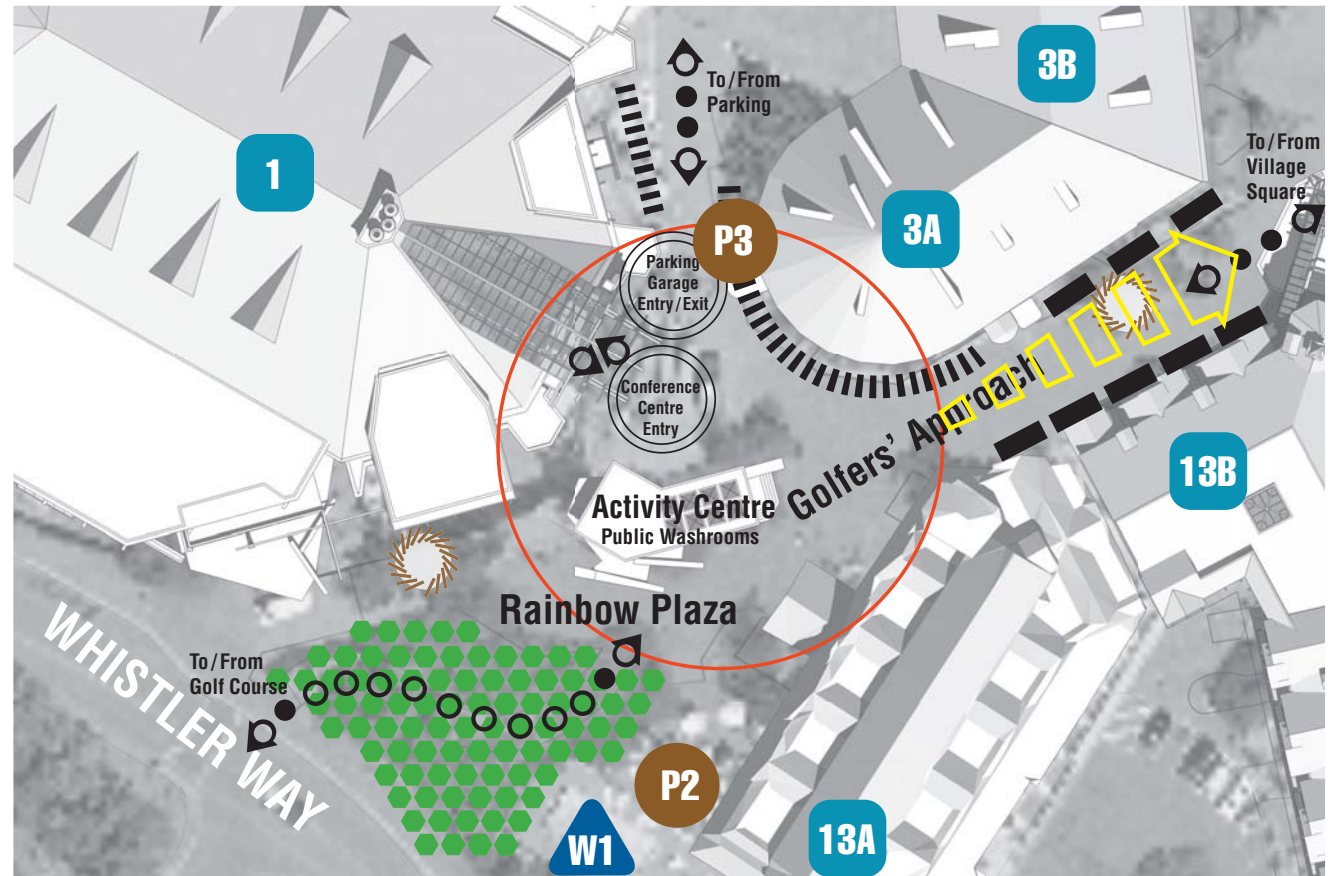 3B
To/From
Parking
1
To/From
Village
Square
3A
P3
Parking
Garage
Entry/Exit
Conference
Centre
Entry
Golfers' Approach
13B
Activity Centre
Public Washrooms
Rainbow Plaza
To/From
Golf Course
WHISTLER WAY
P2
W1
13A